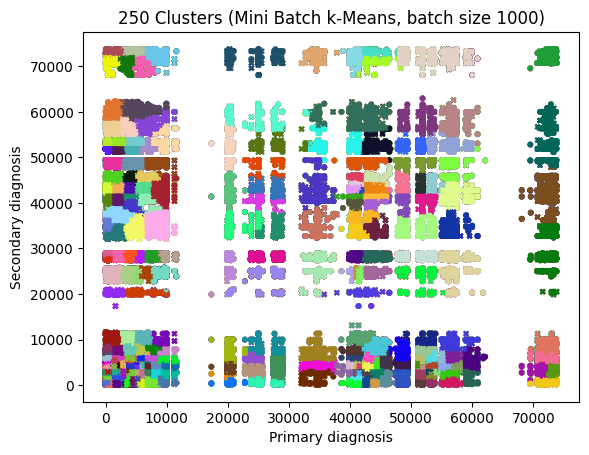 250 Clusters (Mini Batch k-Means, batch size 1000)
Secondary diagnosis
70000
60000
50000
40000
30000
20000
10000
0
0 10000 20000 30000 40000 50000 60000 70000
Primary diagnosis